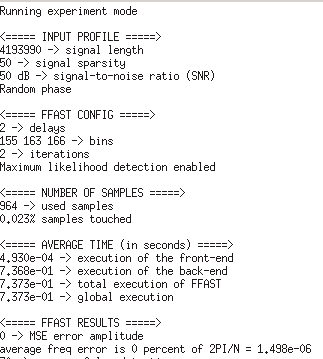 Running experiment mode
<===== INPUT PROFILE =====>
4193990 -> signal length
50 -> signal sparsity
50 dB -> signal-to-noise ratio (SNR)
Random phase
<===== FFAST CONFIG =====>
2 -> delays
155 163 166 -> bins
2 -> iterations
Maximum likelihood detection enabled
<===== NUMBER OF SAMPLES =====>
964 -> used samples
0.023% samples touched
<===== AVERAGE TIME (in seconds) =====>
4.930e-04 -> execution of the front-end
7.368e-01 -> execution of the back-end
7.373e-01 -> total execution of FFAST
7.373e-01 -> global execution
<===== FFAST RESULTS =====>
0 -> MSE error amplitude
average freq error is 0 percent of 2PI/N = 1.498e-06